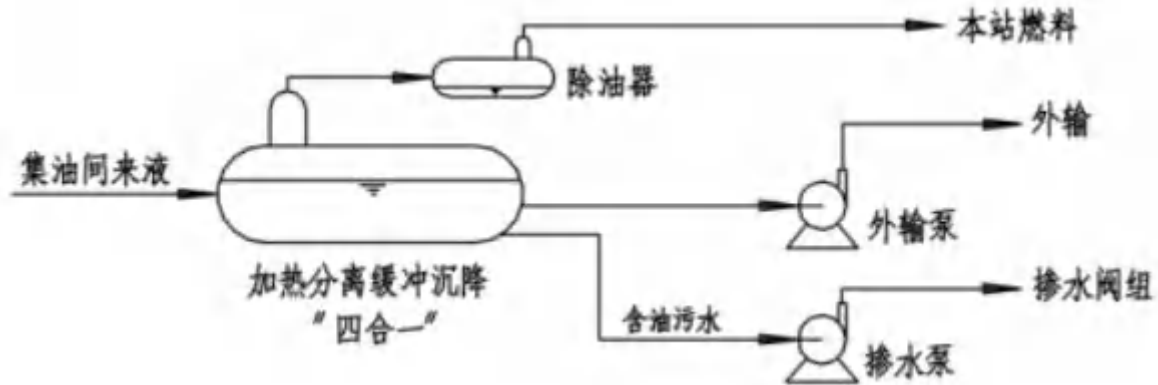 本站燃料
除油器
外输
集油间来液
外输泵
加热分离缓冲沉降
"四合一"
掺水阀组
含油污水
掺水泵